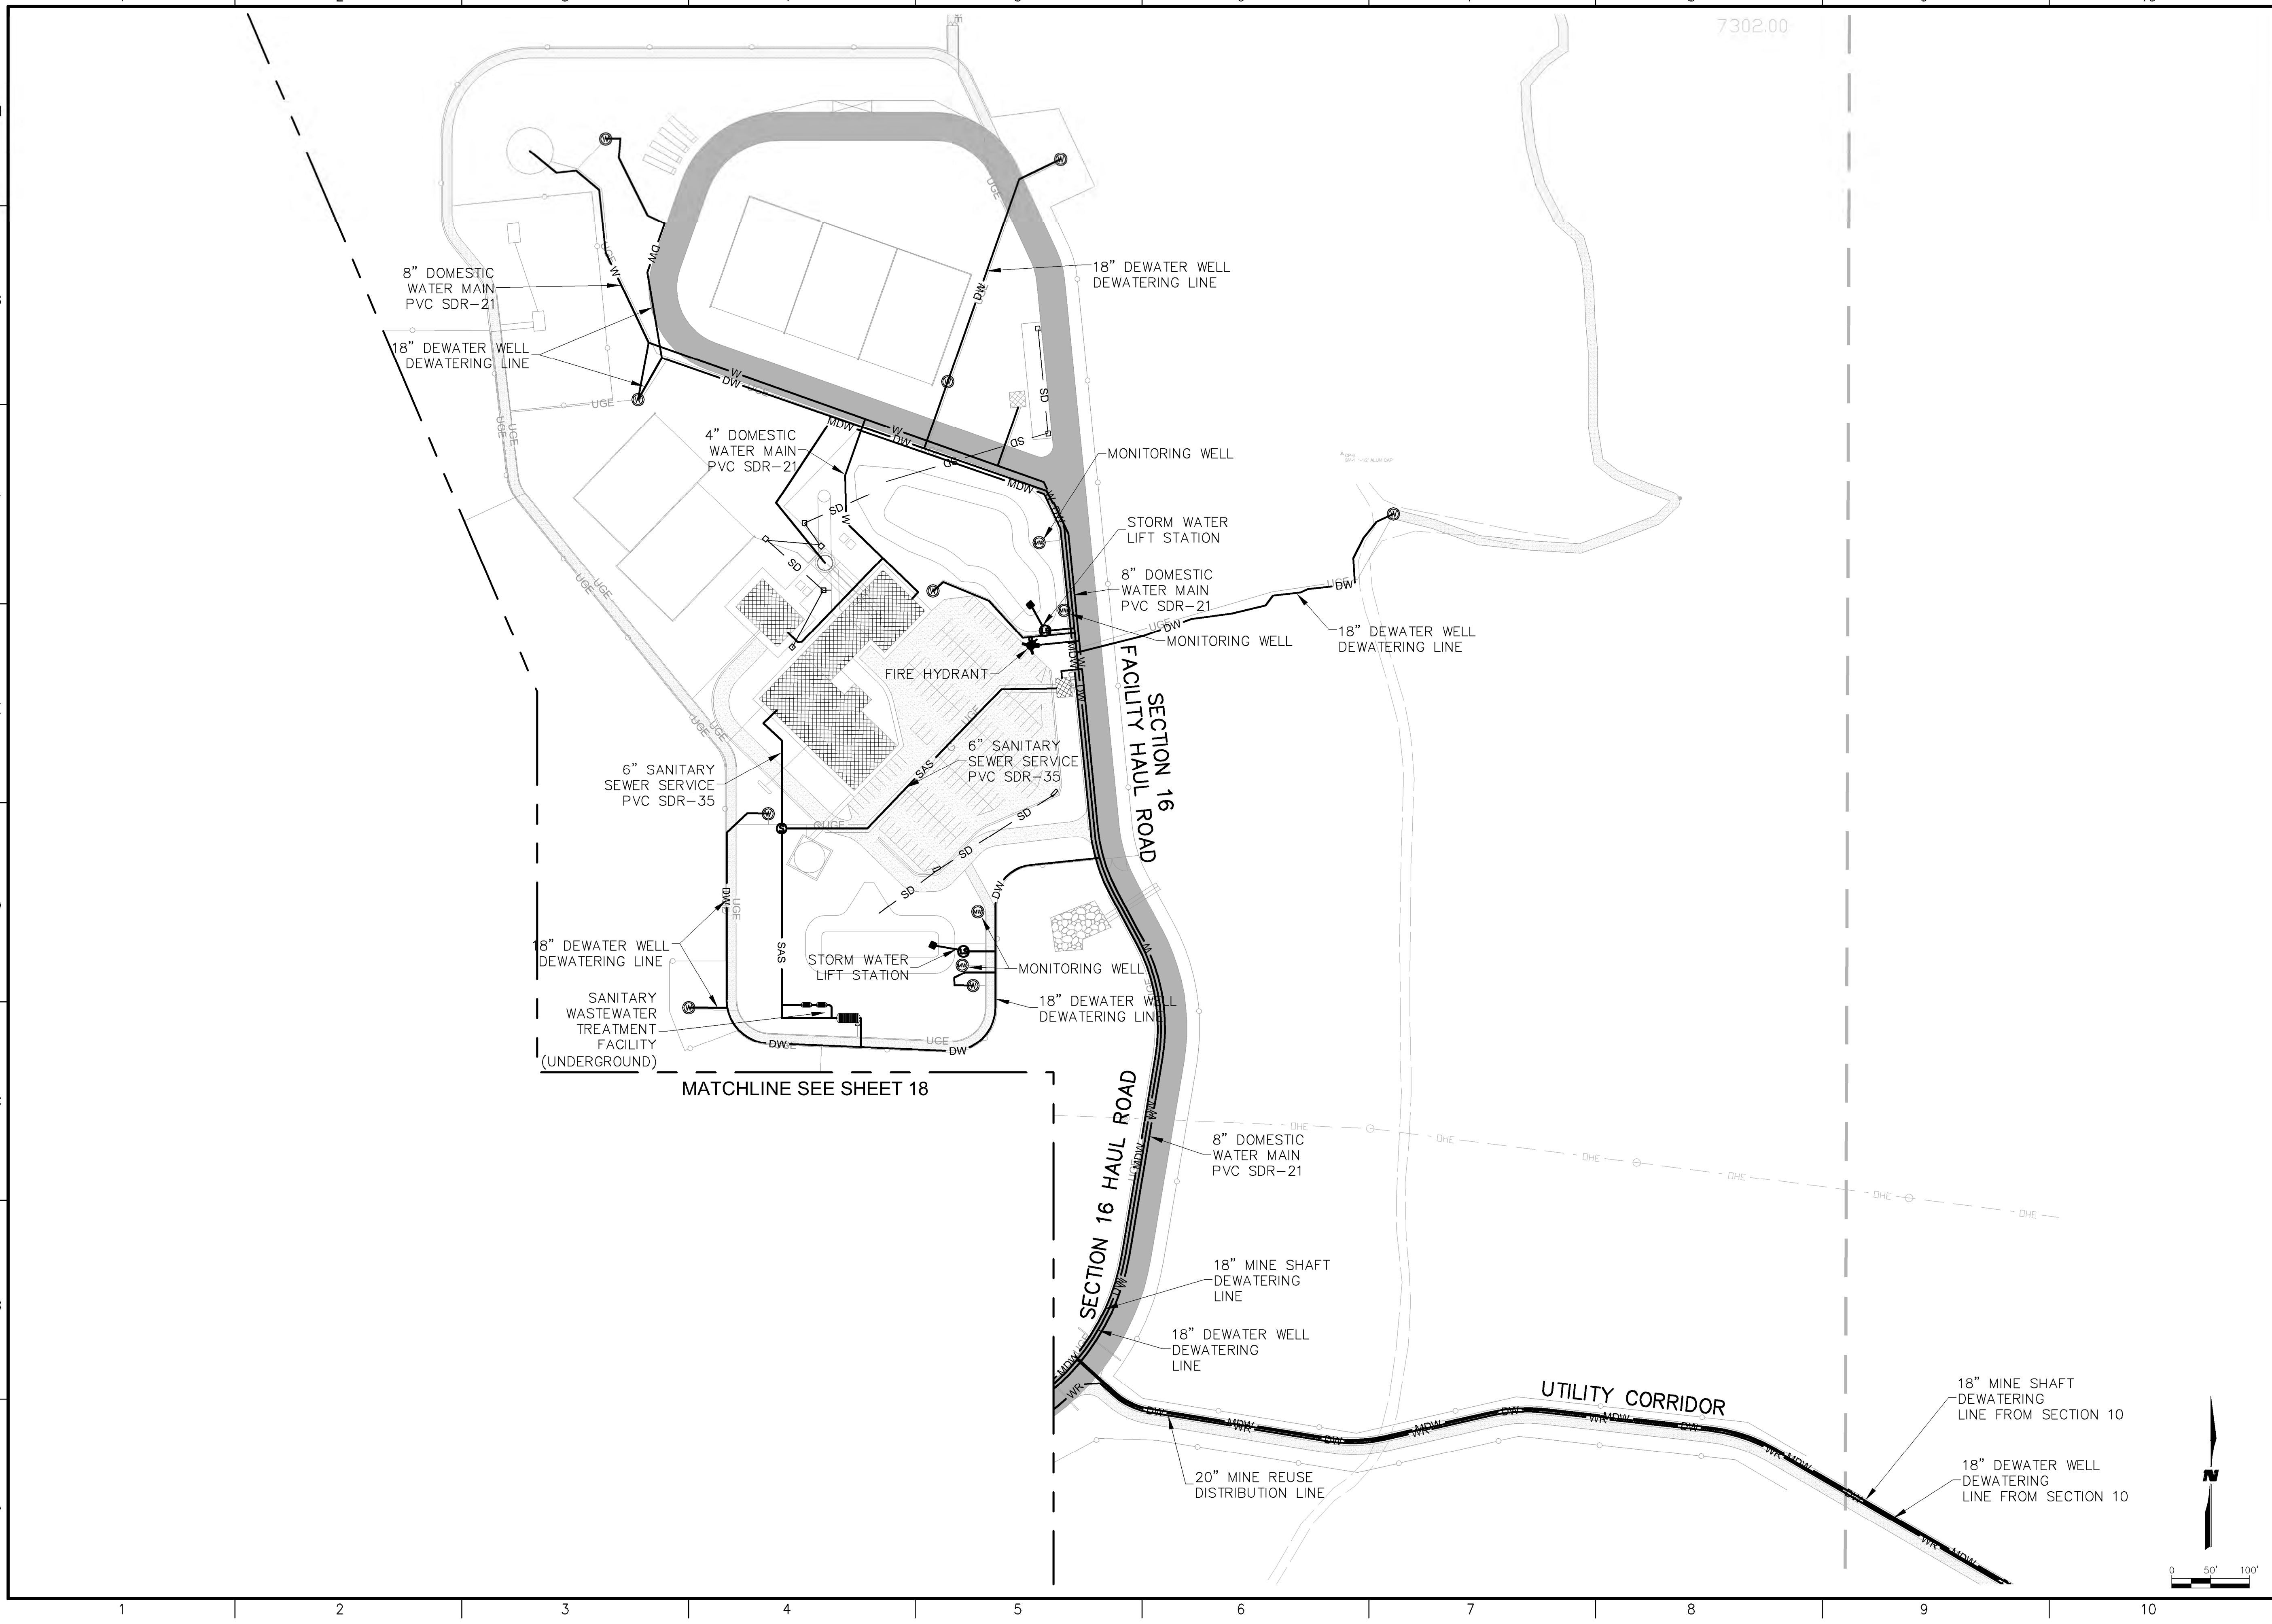 7302.00
8" DOMESTIC
WATER MAIN
PVC SDR-21
18" DEWATER WELL
DEWATERING LINE
18" DEWATER WELL
DEWATERING LINE
4" DOMESTIC
WATER MAIN
PVC SDR-21
MONITORING WELL
STORM WATER
LIFT STATION
8" DOMESTIC
WATER MAIN
PVC SDR-21
MONITORING WELL
18" DEWATER WELL
DEWATERING LINE
FIRE HYDRANT
SECTION 16
FACILITY HAUL ROAD
6" SANITARY
SEWER SERVICE
PVC SDR-35
6" SANITARY
SEWER SERVICE
PVC SDR-35
18" DEWATER WELL
DEWATERING LINE
STORM WATER
LIFT STATION
MONITORING WELL
SANITARY
WASTEWATER
TREATMENT
FACILITY
(UNDERGROUND)
18" DEWATER WELL
DEWATERING LINE
MATCHLINE SEE SHEET 18
SECTION 16 HAUL ROAD
8" DOMESTIC
WATER MAIN
PVC SDR-21
18" MINE SHAFT
DEWATERING
LINE
18" DEWATER WELL
DEWATERING
LINE
UTILITY CORRIDOR
18" MINE SHAFT
DEWATERING
LINE FROM SECTION 10
20" MINE REUSE
DISTRIBUTION LINE
18" DEWATER WELL
DEWATERING
LINE FROM SECTION 10
UGE
W
DW
MDW
SD
SAS
WR
OHE
N
0 50' 100'
1 2 3 4 5 6 7 8 9 10